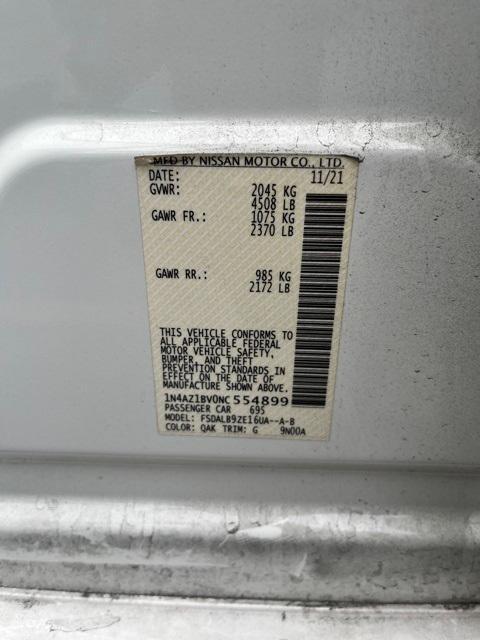 MFD BY NISSAN MOTOR CO., LTD.
DATE: 11/21
GVWR: 2045 KG
4508 LB
GAWR FR.: 1075 KG
2370 LB
GAWR RR.: 985 KG
2172 LB
THIS VEHICLE CONFORMS TO
ALL APPLICABLE FEDERAL
MOTOR VEHICLE SAFETY,
BUMPER, AND THEFT
PREVENTION STANDARDS
IN EFFECT ON THE DATE OF
MANUFACTURE SHOWN ABOVE.
1N4AZ1BV0NC554899
PASSENGER CAR 695
MODEL: FSDALB9ZE16UA--A-B
COLOR: QAK TRIM: G 9N00A